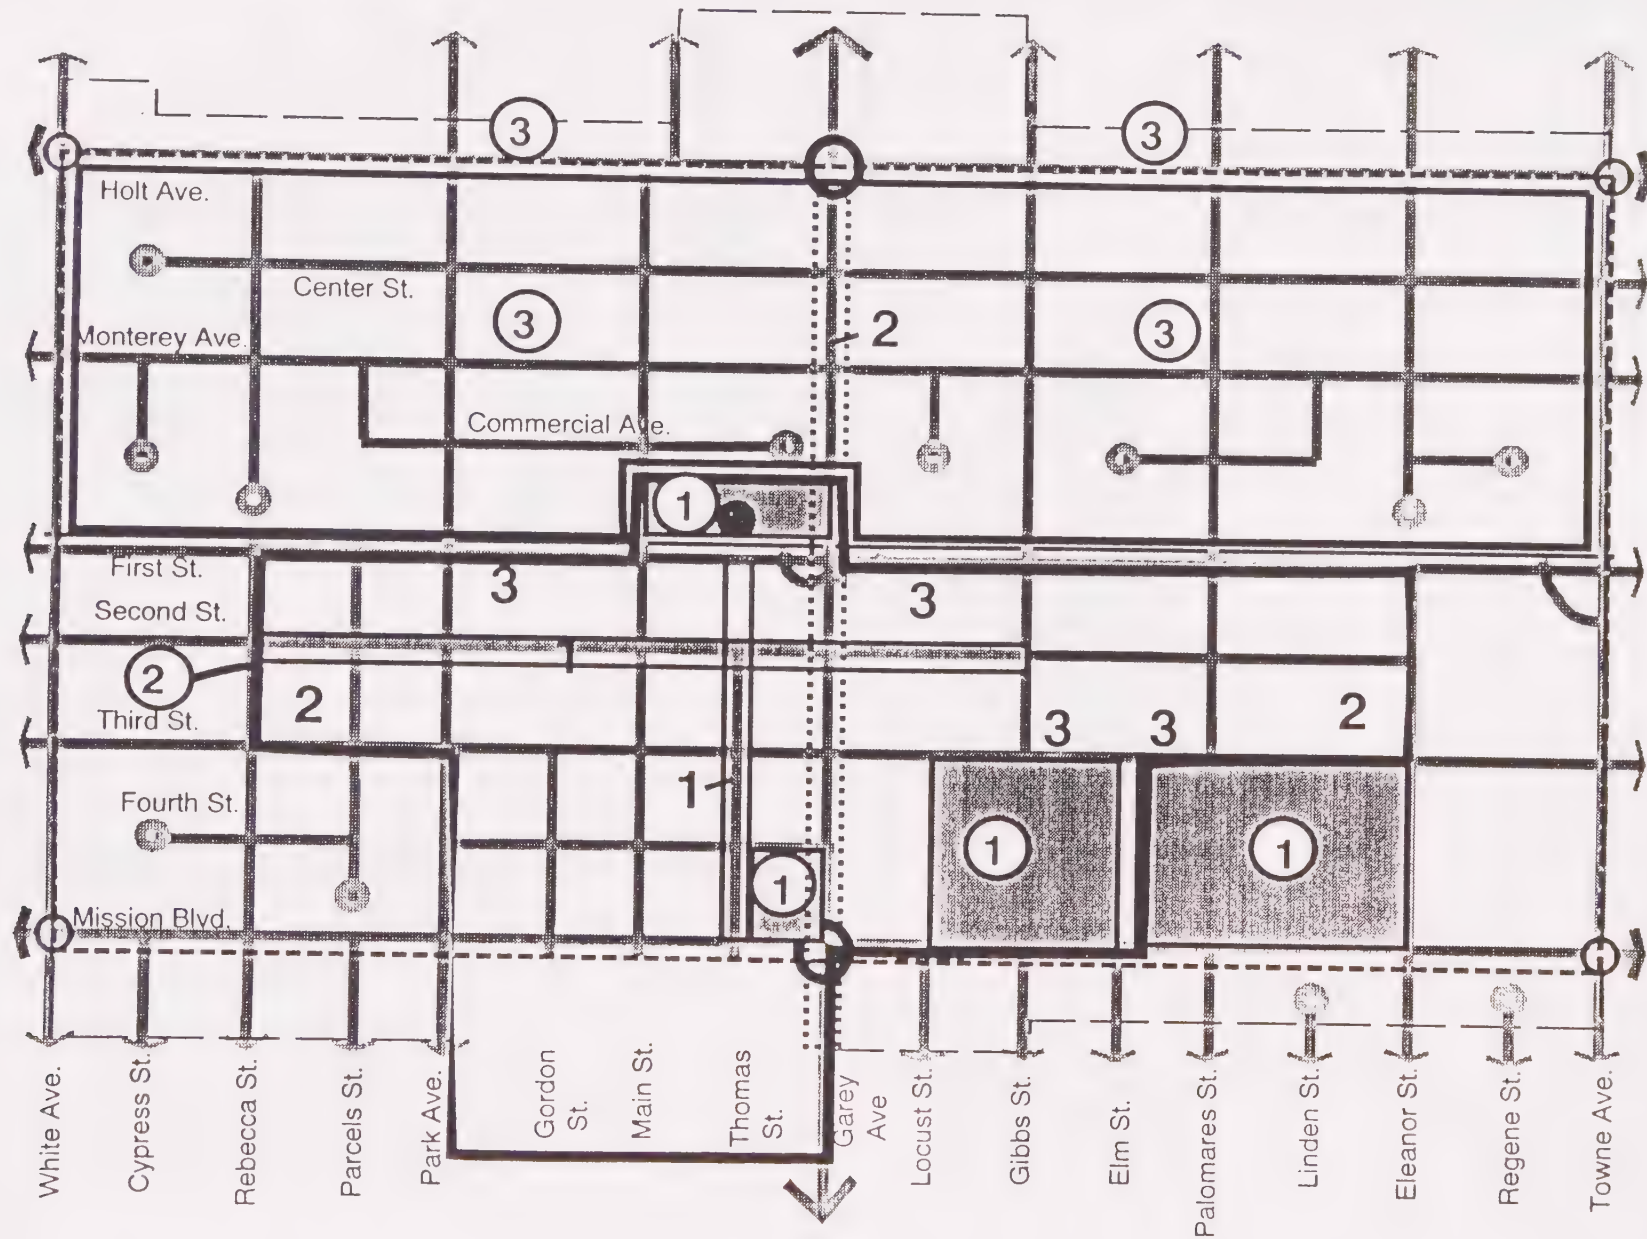 3
3
Holt Ave.
Center St.
3
3
2
Monterey Ave.
Commercial Ave.
1
First St.
3
3
Second St.
2
2
Third St.
3
3
2
1
Fourth St.
1
1
1
Mission Blvd.
White Ave.
Cypress St.
Rebecca St.
Parcels St.
Park Ave.
Gordon
St.
Main St.
Thomas
St.
Garey
Ave
Locust St.
Gibbs St.
Elm St.
Palomares St.
Linden St.
Eleanor St.
Regene St.
Towne Ave.